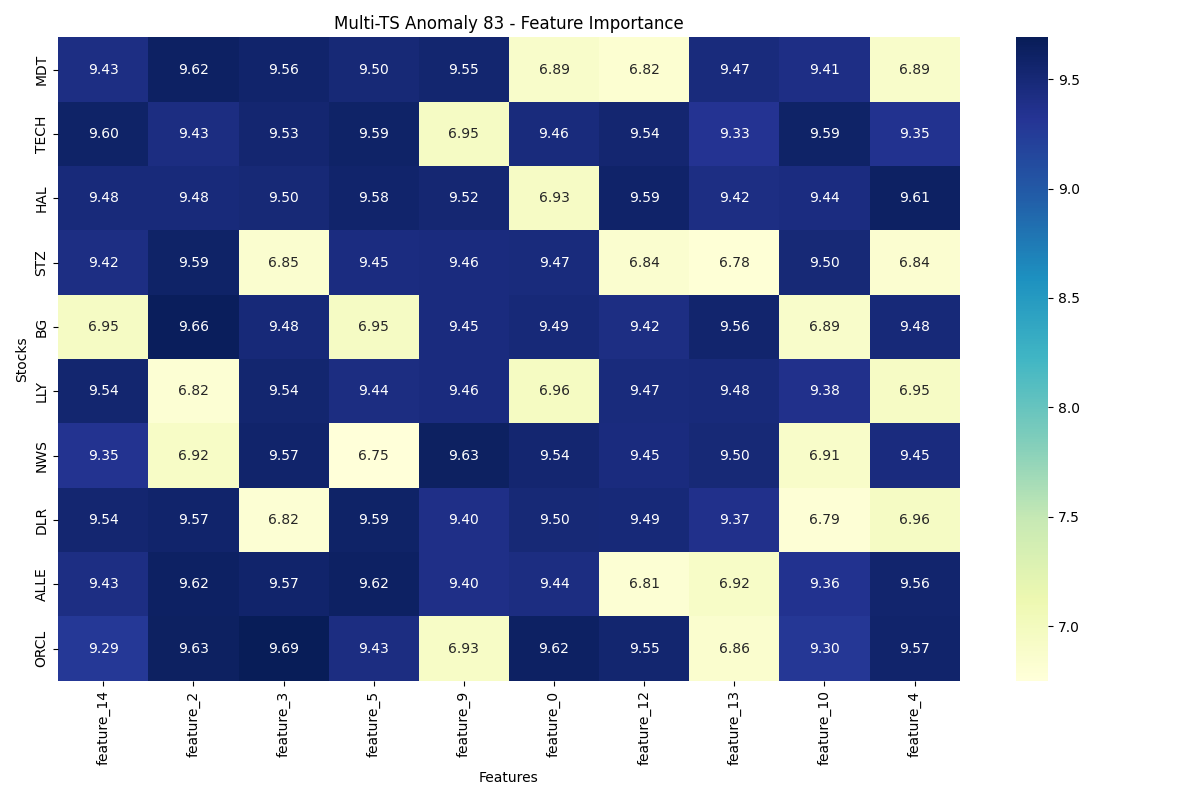 Multi-TS Anomaly 83 - Feature Importance
MDT 9.43 9.62 9.56 9.50 9.55 6.89 6.82 9.47 9.41 6.89
TECH 9.60 9.43 9.53 9.59 6.95 9.46 9.54 9.33 9.59 9.35
HAL 9.48 9.48 9.50 9.58 9.52 6.93 9.59 9.42 9.44 9.61
STZ 9.42 9.59 6.85 9.45 9.46 9.47 6.84 6.78 9.50 6.84
BG 6.95 9.66 9.48 6.95 9.45 9.49 9.42 9.56 6.89 9.48
LLY 9.54 6.82 9.54 9.44 9.46 6.96 9.47 9.48 9.38 6.95
NWS 9.35 6.92 9.57 6.75 9.63 9.54 9.45 9.50 6.91 9.45
DLR 9.54 9.57 6.82 9.59 9.40 9.50 9.49 9.37 6.79 6.96
ALLE 9.43 9.62 9.57 9.62 9.40 9.44 6.81 6.92 9.36 9.56
ORCL 9.29 9.63 9.69 9.43 6.93 9.62 9.55 6.86 9.30 9.57
Stocks
feature_14 feature_2 feature_3 feature_5 feature_9 feature_0 feature_12 feature_13 feature_10 feature_4
Features
9.5
9.0
8.5
8.0
7.5
7.0